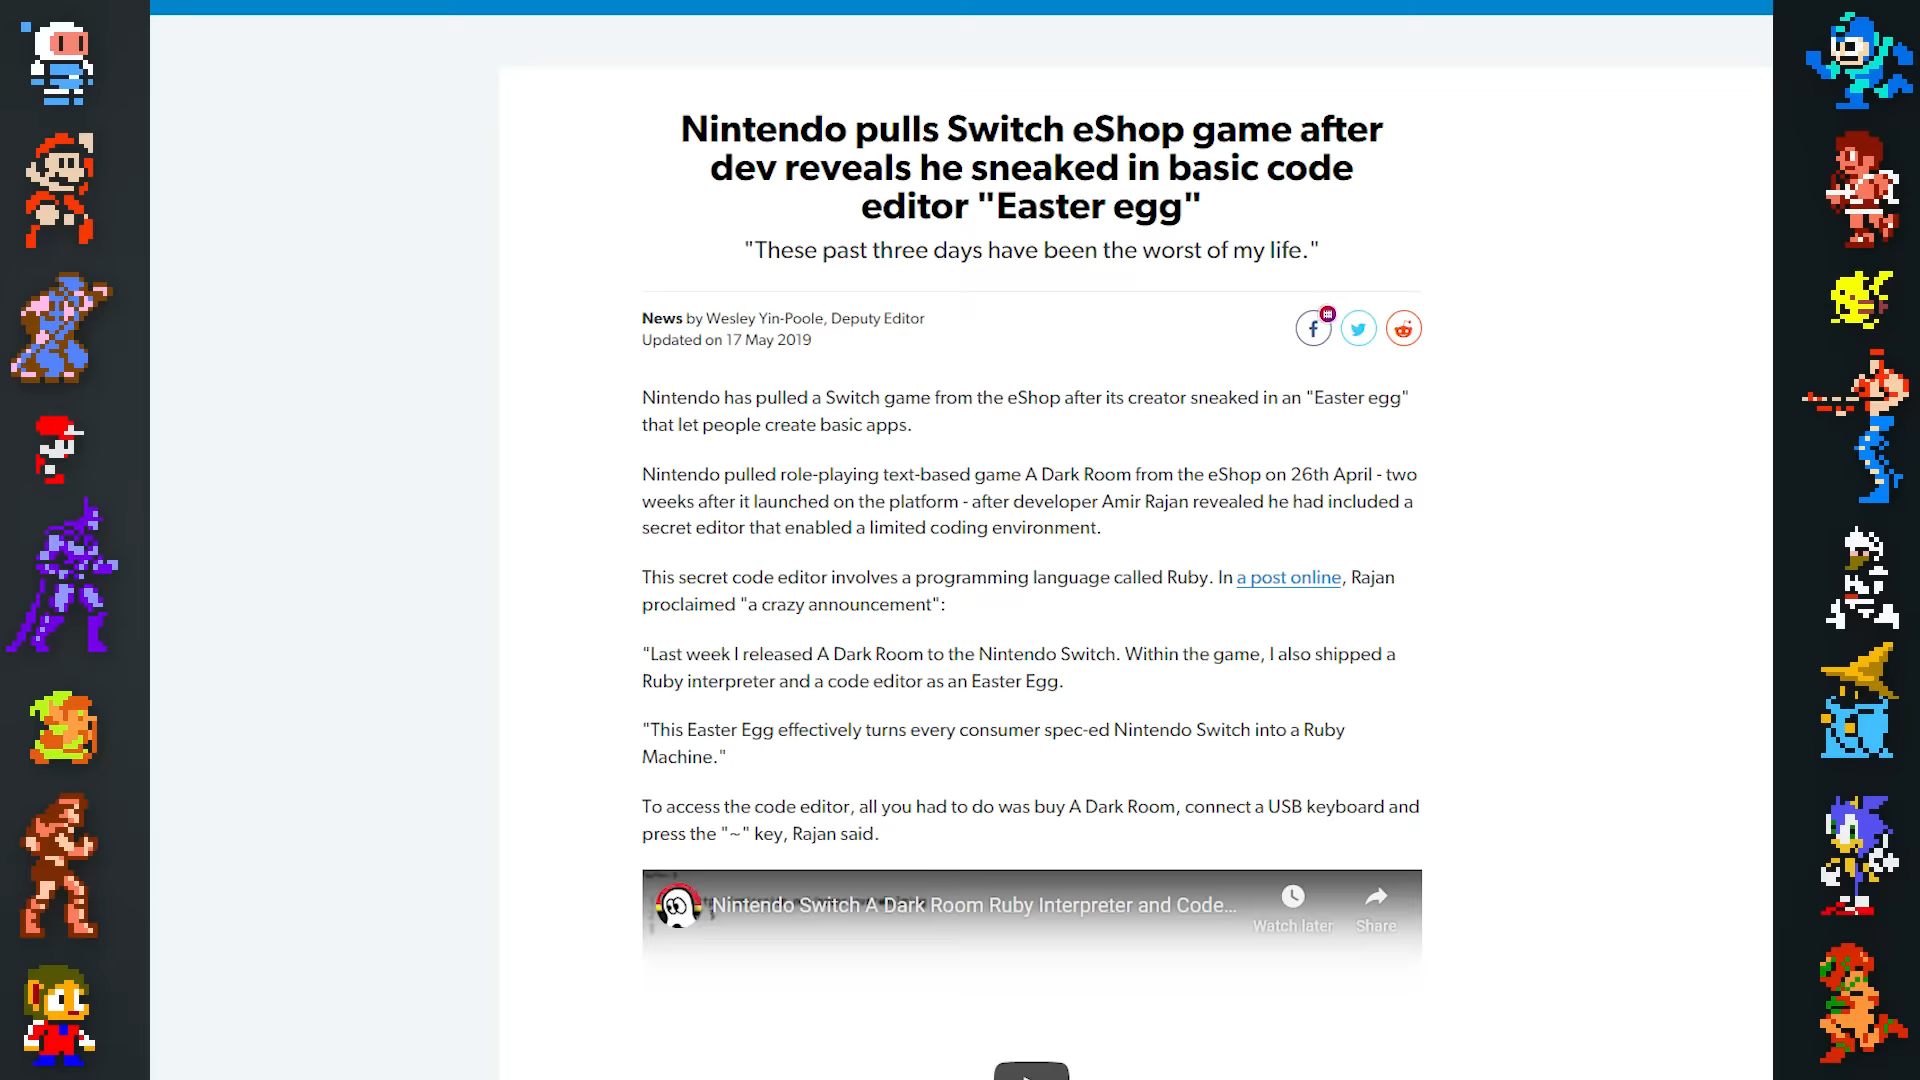 Nintendo pulls Switch eShop game after
dev reveals he sneaked in basic code
editor "Easter egg"
"These past three days have been the worst of my life."
News by Wesley Yin-Poole, Deputy Editor
Updated on 17 May 2019
Nintendo has pulled a Switch game from the eShop after its creator sneaked in an "Easter egg"
that let people create basic apps.
Nintendo pulled role-playing text-based game A Dark Room from the eShop on 26th April - two
weeks after it launched on the platform - after developer Amir Rajan revealed he had included a
secret editor that enabled a limited coding environment.
This secret code editor involves a programming language called Ruby. In a post online, Rajan
proclaimed "a crazy announcement":
"Last week I released A Dark Room to the Nintendo Switch. Within the game, I also shipped a
Ruby interpreter and a code editor as an Easter Egg.
"This Easter Egg effectively turns every consumer spec-ed Nintendo Switch into a Ruby
Machine."
To access the code editor, all you had to do was buy A Dark Room, connect a USB keyboard and
press the "~" key, Rajan said.
Nintendo Switch A Dark Room Ruby Interpreter and Code...
Watch later Share